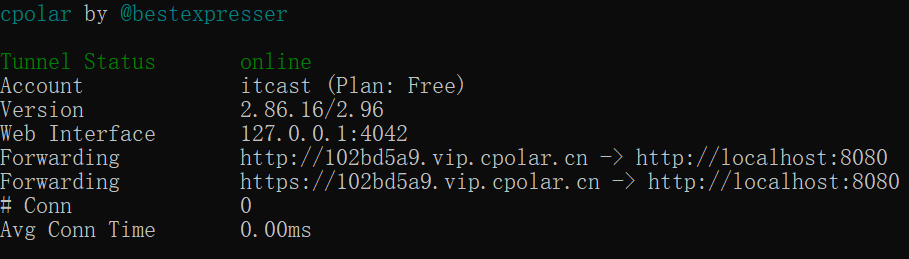 cpolar by @bestexpresser
Tunnel Status online
Account itcast (Plan: Free)
Version 2.86.16/2.96
Web Interface 127.0.0.1:4042
Forwarding http://102bd5a9.vip.cpolar.cn -> http://localhost:8080
Forwarding https://102bd5a9.vip.cpolar.cn -> http://localhost:8080
# Conn 0
Avg Conn Time 0.00ms